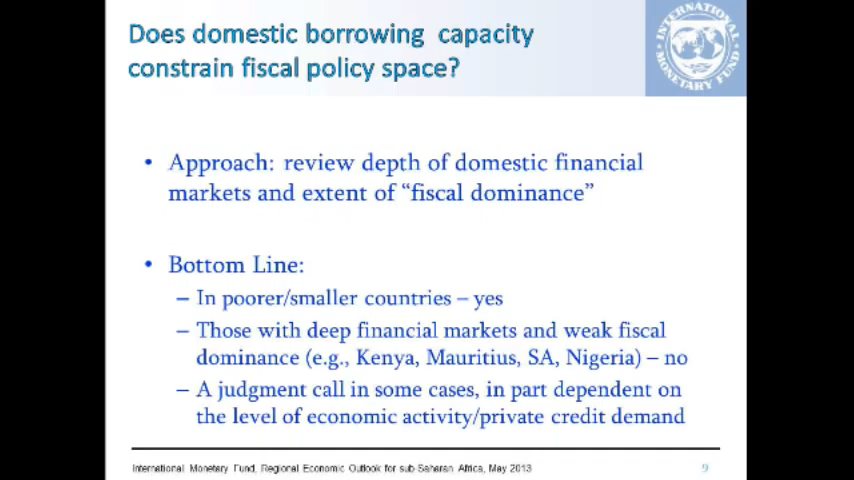 Does domestic borrowing capacity
constrain fiscal policy space?
INTERNATIONAL
MONETARY FUND
• Approach: review depth of domestic financial
markets and extent of “fiscal dominance”
• Bottom Line:
– In poorer/smaller countries – yes
– Those with deep financial markets and weak fiscal
dominance (e.g., Kenya, Mauritius, SA, Nigeria) – no
– A judgment call in some cases, in part dependent on
the level of economic activity/private credit demand
International Monetary Fund, Regional Economic Outlook for sub-Saharan Africa, May 2013
9